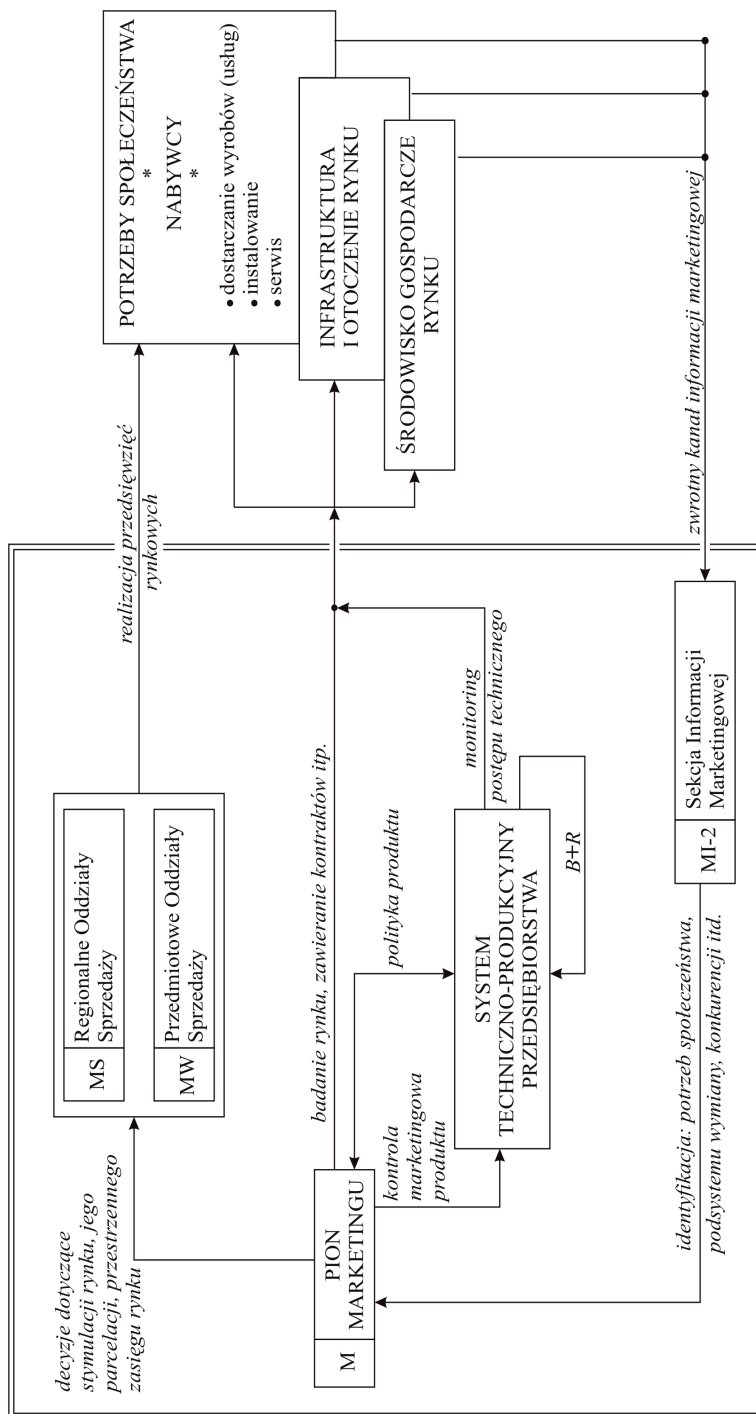 decyzje dotyczące
stymulacji rynku, jego
parcelacji, przestrzennego
zasięgu rynku
MS
Regionalne Oddziały
Sprzedaży
MW
Przedmiotowe Oddziały
Sprzedaży
realizacja przedsięwzięć
rynkowych
POTRZEBY SPOŁECZEŃSTWA
*
NABYWCY
*
• dostarczanie wyrobów (usług)
• instalowanie
• serwis
INFRASTRUKTURA
I OTOCZENIE RYNKU
ŚRODOWISKO GOSPODARCZE
RYNKU
M
PION
MARKETINGU
badanie rynku, zawieranie kontraktów itp.
polityka produktu
kontrola
marketingowa
produktu
SYSTEM
TECHNICZNO-PRODUKCYJNY
PRZEDSIĘBIORSTWA
monitoring
postępu technicznego
B+R
identyfikacja: potrzeb społeczeństwa,
podsystemu wymiany, konkurencji itd.
MI-2
Sekcja Informacji
Marketingowej
zwrotny kanał informacji marketingowej